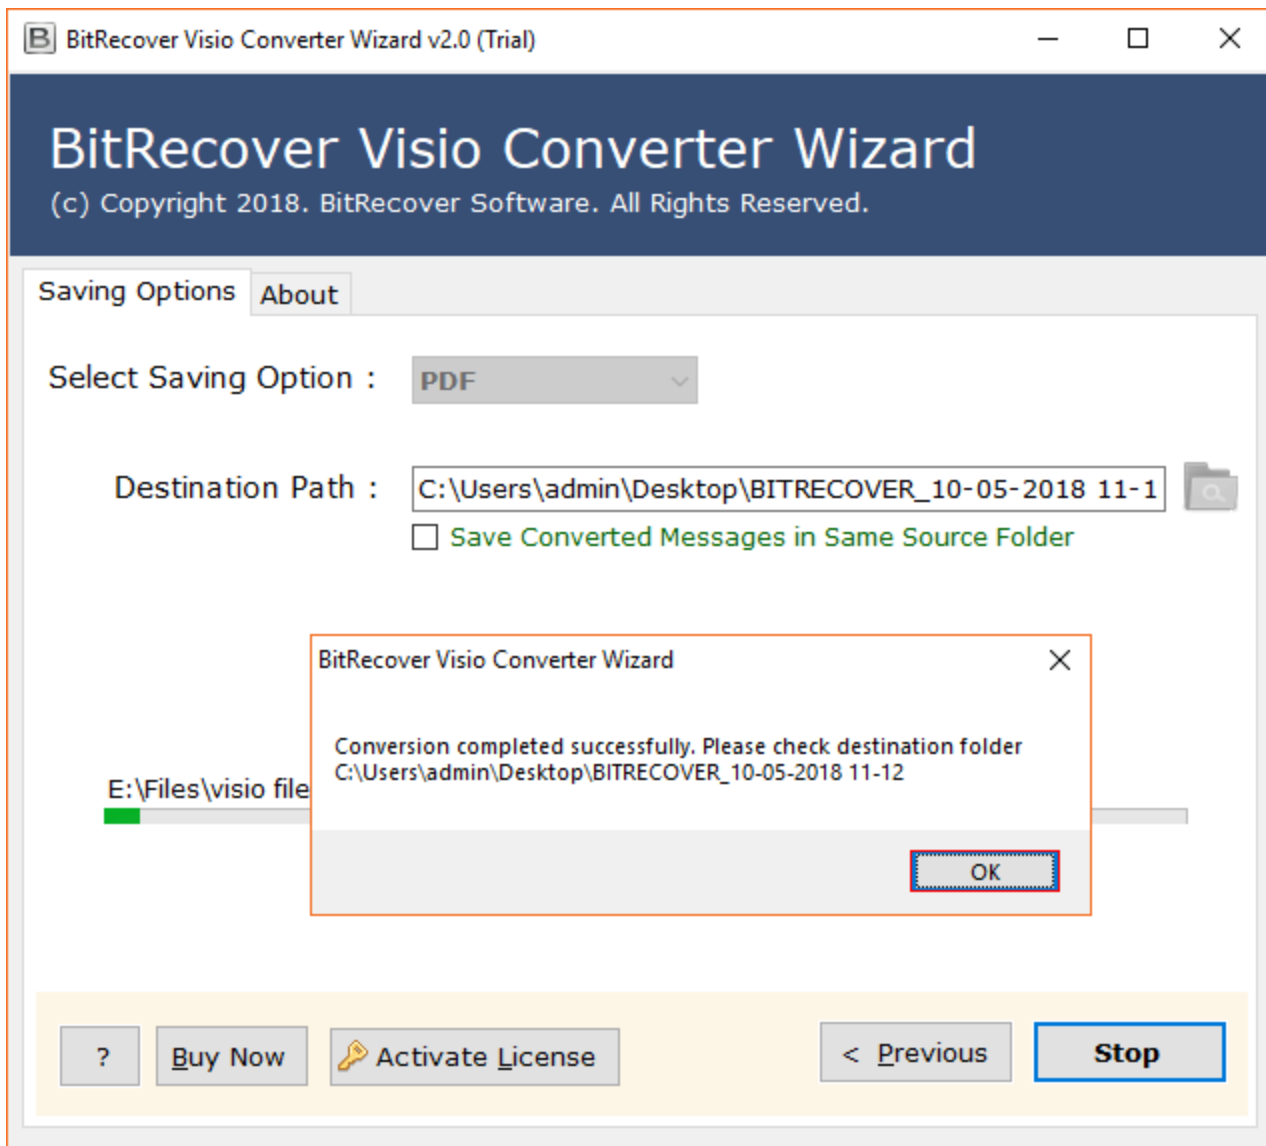 B BitRecover Visio Converter Wizard v2.0 (Trial)
BitRecover Visio Converter Wizard
(c) Copyright 2018. BitRecover Software. All Rights Reserved.
Saving Options About
Select Saving Option : PDF
Destination Path : C:\Users\admin\Desktop\BITRECOVER_10-05-2018 11-1
Save Converted Messages in Same Source Folder
BitRecover Visio Converter Wizard
Conversion completed successfully. Please check destination folder
C:\Users\admin\Desktop\BITRECOVER_10-05-2018 11-12
E:\Files\visio file
OK
? Buy Now Activate License < Previous Stop